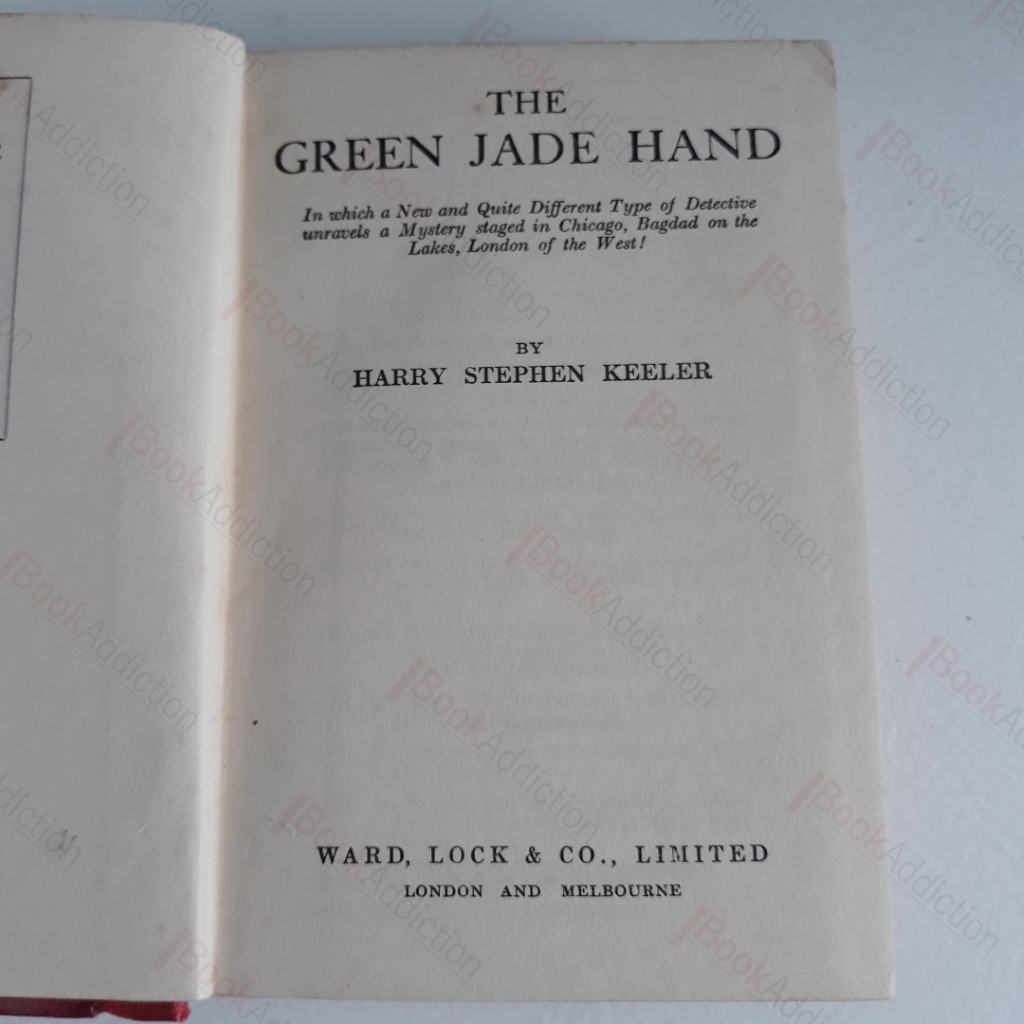 THE
GREEN JADE HAND
In which a New and Quite Different Type of Detective
unravels a Mystery staged in Chicago, Bagdad on the
Lakes, London of the West!
BY
HARRY STEPHEN KEELER
WARD, LOCK & CO., LIMITED
LONDON AND MELBOURNE
BookAddiction